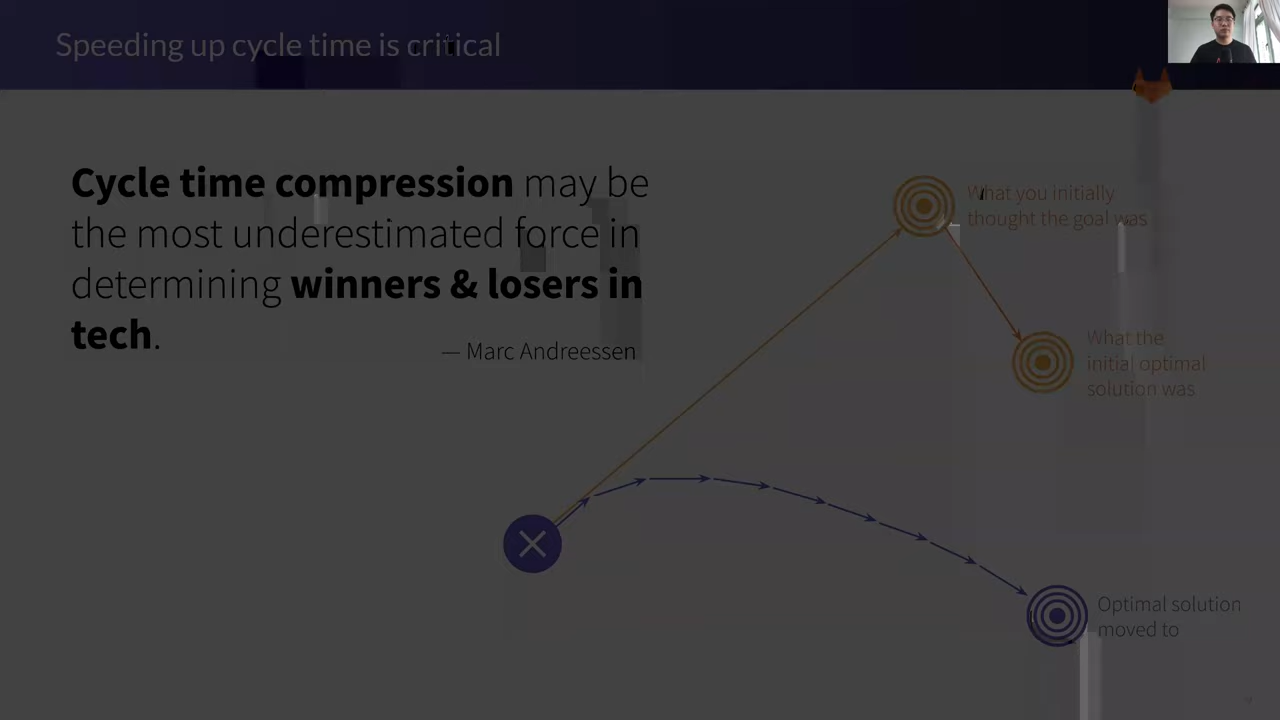 Speeding up cycle time is critical
Cycle time compression may be
the most underestimated force in
determining winners & losers in
tech.
— Marc Andreessen
What you initially
thought the goal was
What the
initial optimal
solution was
Optimal solution
moved to